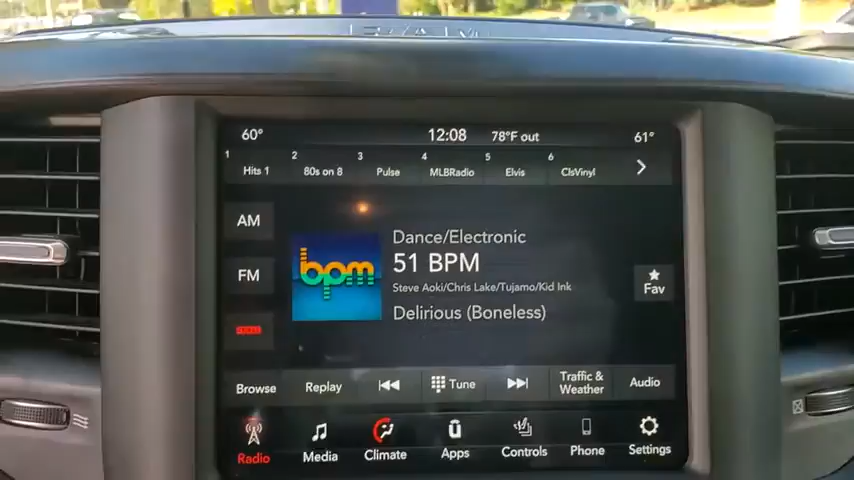 60°
12:08
78°F out
61°
1
2
3
4
5
6
Hits 1
80s on 8
Pulse
MLBRadio
Elvis
ClsVinyl
AM
Dance/Electronic
bpm
51 BPM
FM
Steve Aoki/Chris Lake/Tujamo/Kid Ink
Fav
Delirious (Boneless)
Browse
Replay
Tune
Traffic &
Weather
Audio
Radio
Media
Climate
Apps
Controls
Phone
Settings